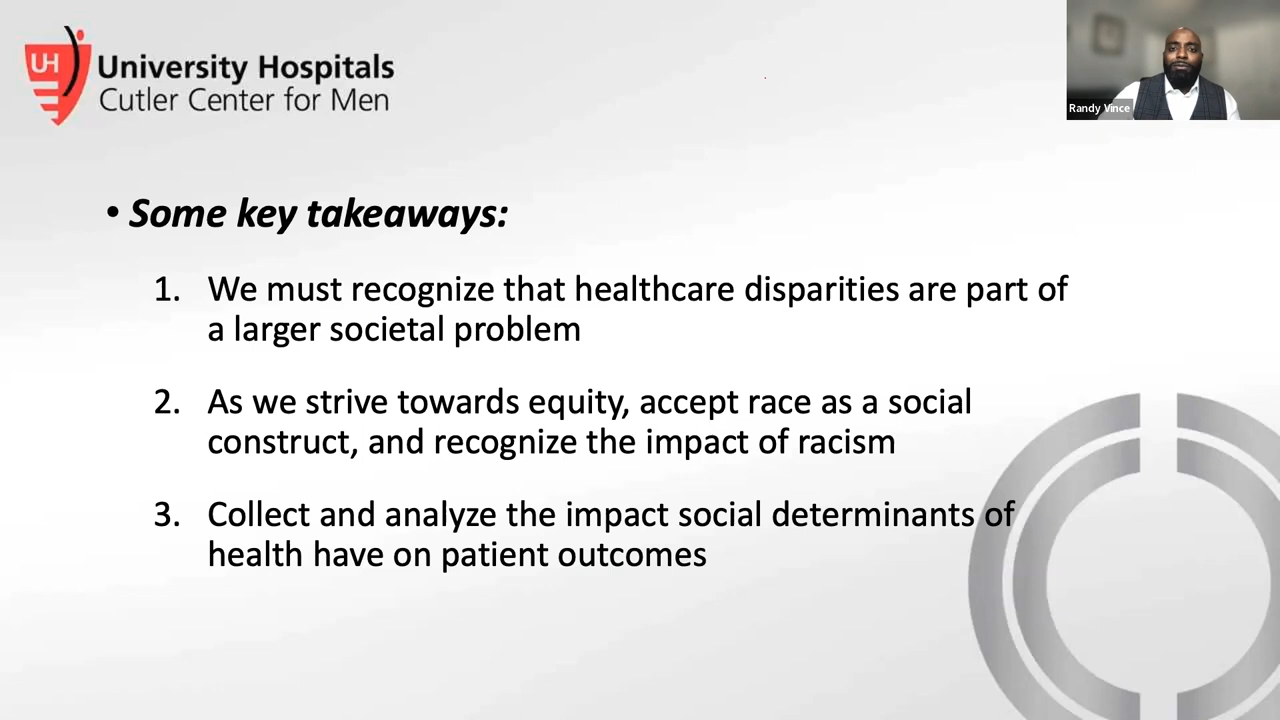 UH
University Hospitals
Cutler Center for Men
Randy Vince
• Some key takeaways:
1. We must recognize that healthcare disparities are part of
a larger societal problem
2. As we strive towards equity, accept race as a social
construct, and recognize the impact of racism
3. Collect and analyze the impact social determinants of
health have on patient outcomes